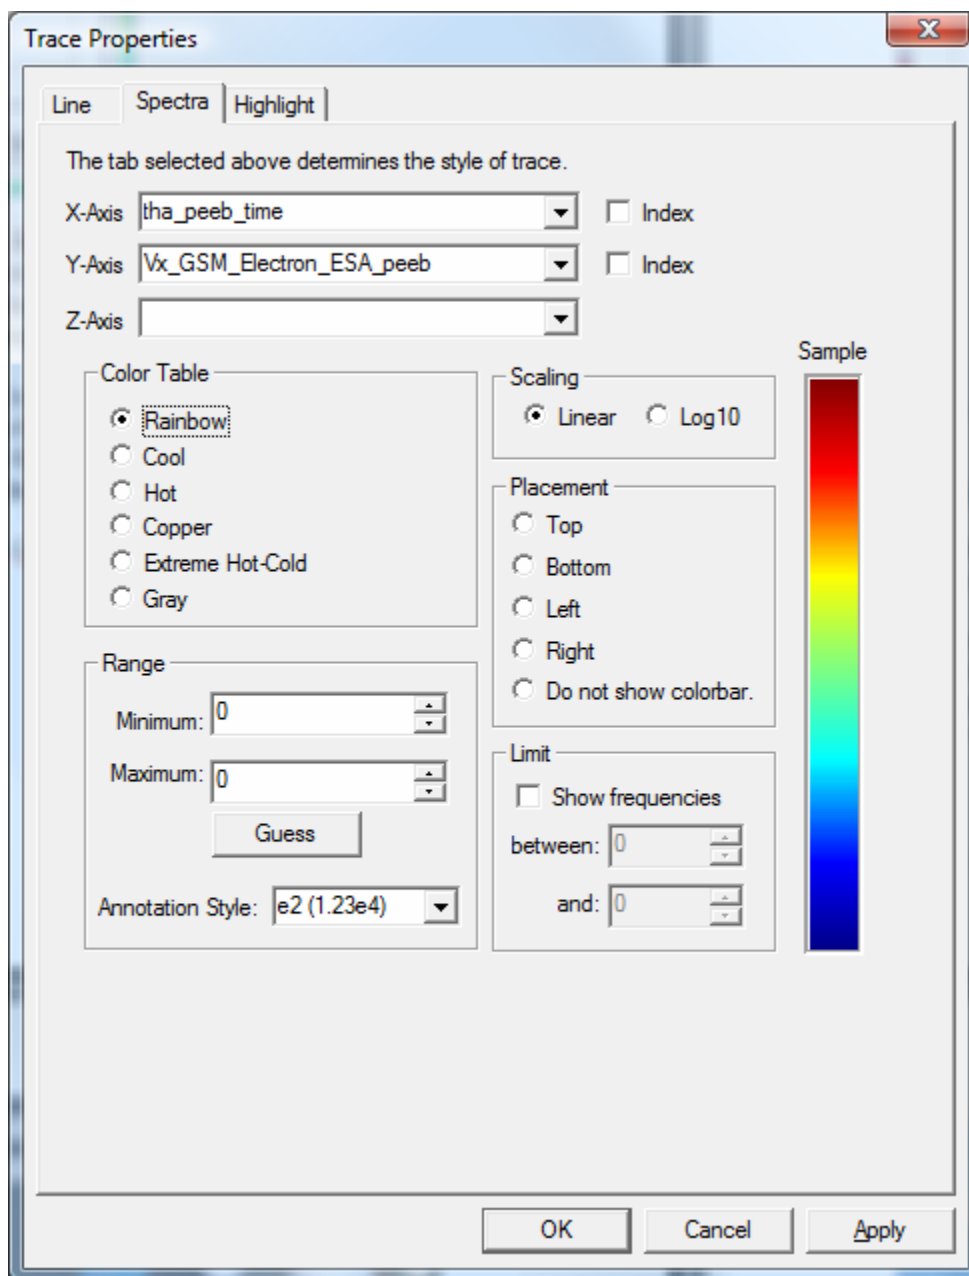 Trace Properties
Line Spectra Highlight
The tab selected above determines the style of trace.
X-Axis tha_peeb_time Index
Y-Axis Vx_GSM_Electron_ESA_peeb Index
Z-Axis
Sample
Color Table
Rainbow
Cool
Hot
Copper
Extreme Hot-Cold
Gray
Scaling
Linear Log10
Placement
Top
Bottom
Left
Right
Do not show colorbar.
Range
Minimum: 0
Maximum: 0
Guess
Annotation Style: e2 (1.23e4)
Limit
Show frequencies
between: 0
and: 0
OK Cancel Apply